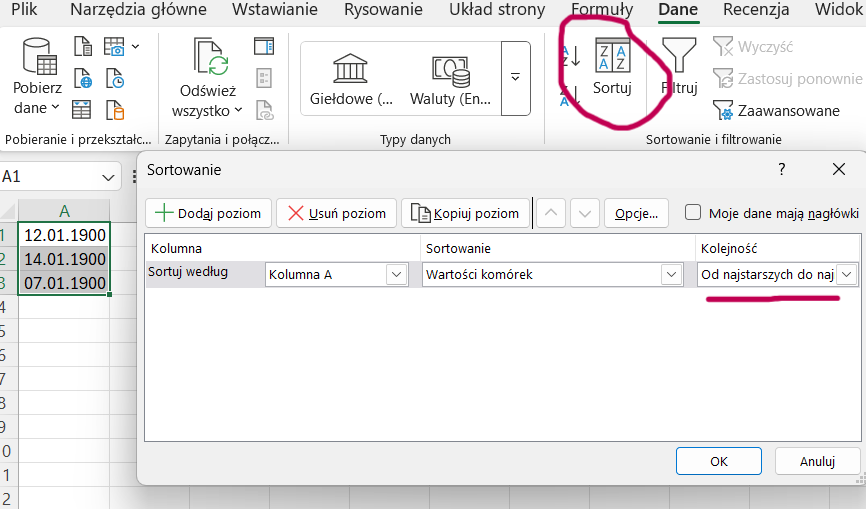 Plik Narzędzia główne Wstawianie Rysowanie Układ strony Formuły Dane Recenzja Widok
Pobierz dane
Odśwież wszystko
Giełdowe (...
Waluty (En...
Sortuj
Filtruj
Wyczyść
Zastosuj ponownie
Zaawansowane
Pobieranie i przekształc...
Zapytania i połącz...
Typy danych
Sortowanie i filtrowanie
A1
Sortowanie
?
Dodaj poziom
Usuń poziom
Kopiuj poziom
Opcje...
Moje dane mają nagłówki
Kolumna
Sortowanie
Kolejność
Sortuj według
Kolumna A
Wartości komórek
Od najstarszych do naj
OK
Anuluj
A
1 12.01.1900
2 14.01.1900
3 07.01.1900
4
5
6
7
8
9
0
1
2